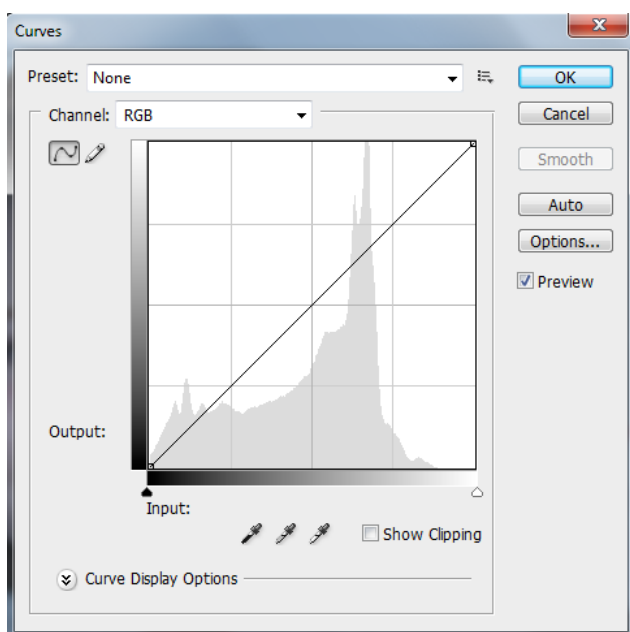 Curves
Preset: None
OK
Channel: RGB
Cancel
Smooth
Auto
Options...
Preview
Output:
Input:
Show Clipping
Curve Display Options